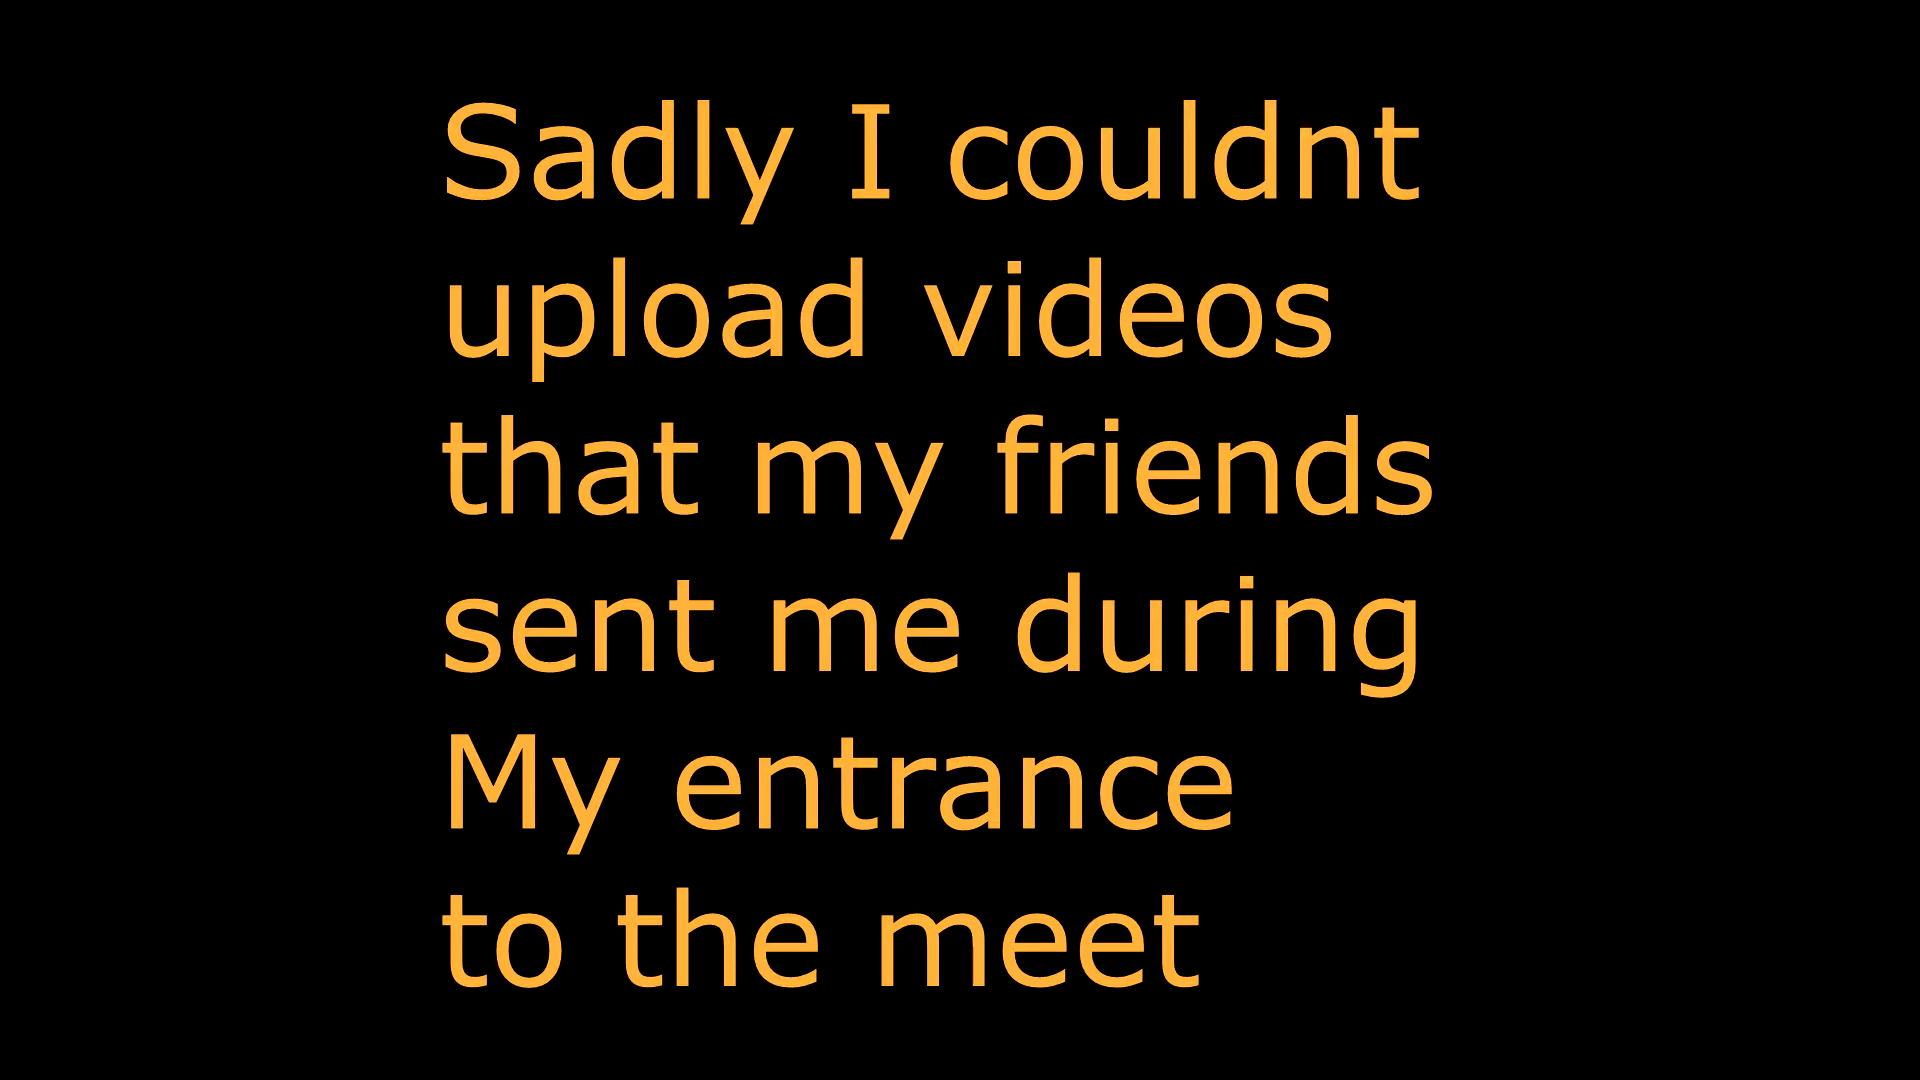 Sadly I couldnt
upload videos
that my friends
sent me during
My entrance
to the meet